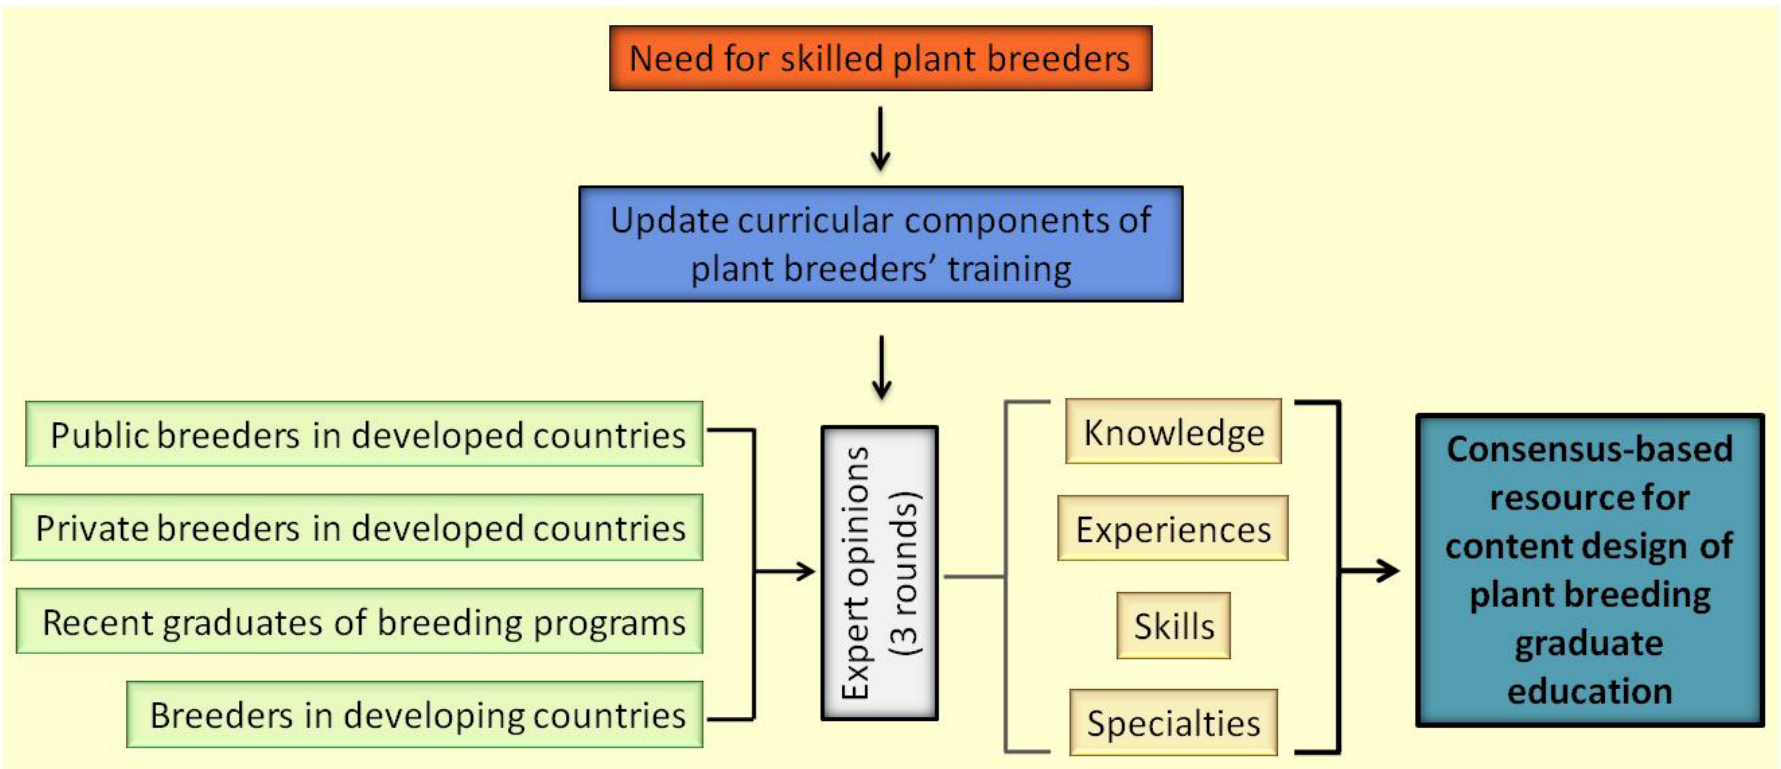 Need for skilled plant breeders
Update curricular components of
plant breeders’ training
Public breeders in developed countries
Private breeders in developed countries
Recent graduates of breeding programs
Breeders in developing countries
Expert opinions
(3 rounds)
Knowledge
Experiences
Skills
Specialties
Consensus-based
resource for
content design of
plant breeding
graduate
education